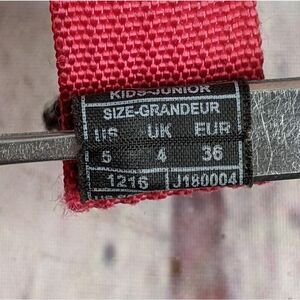 KIDS-JUNIOR
SIZE-GRANDEUR
US UK EUR
5 4 36
1216 J180004